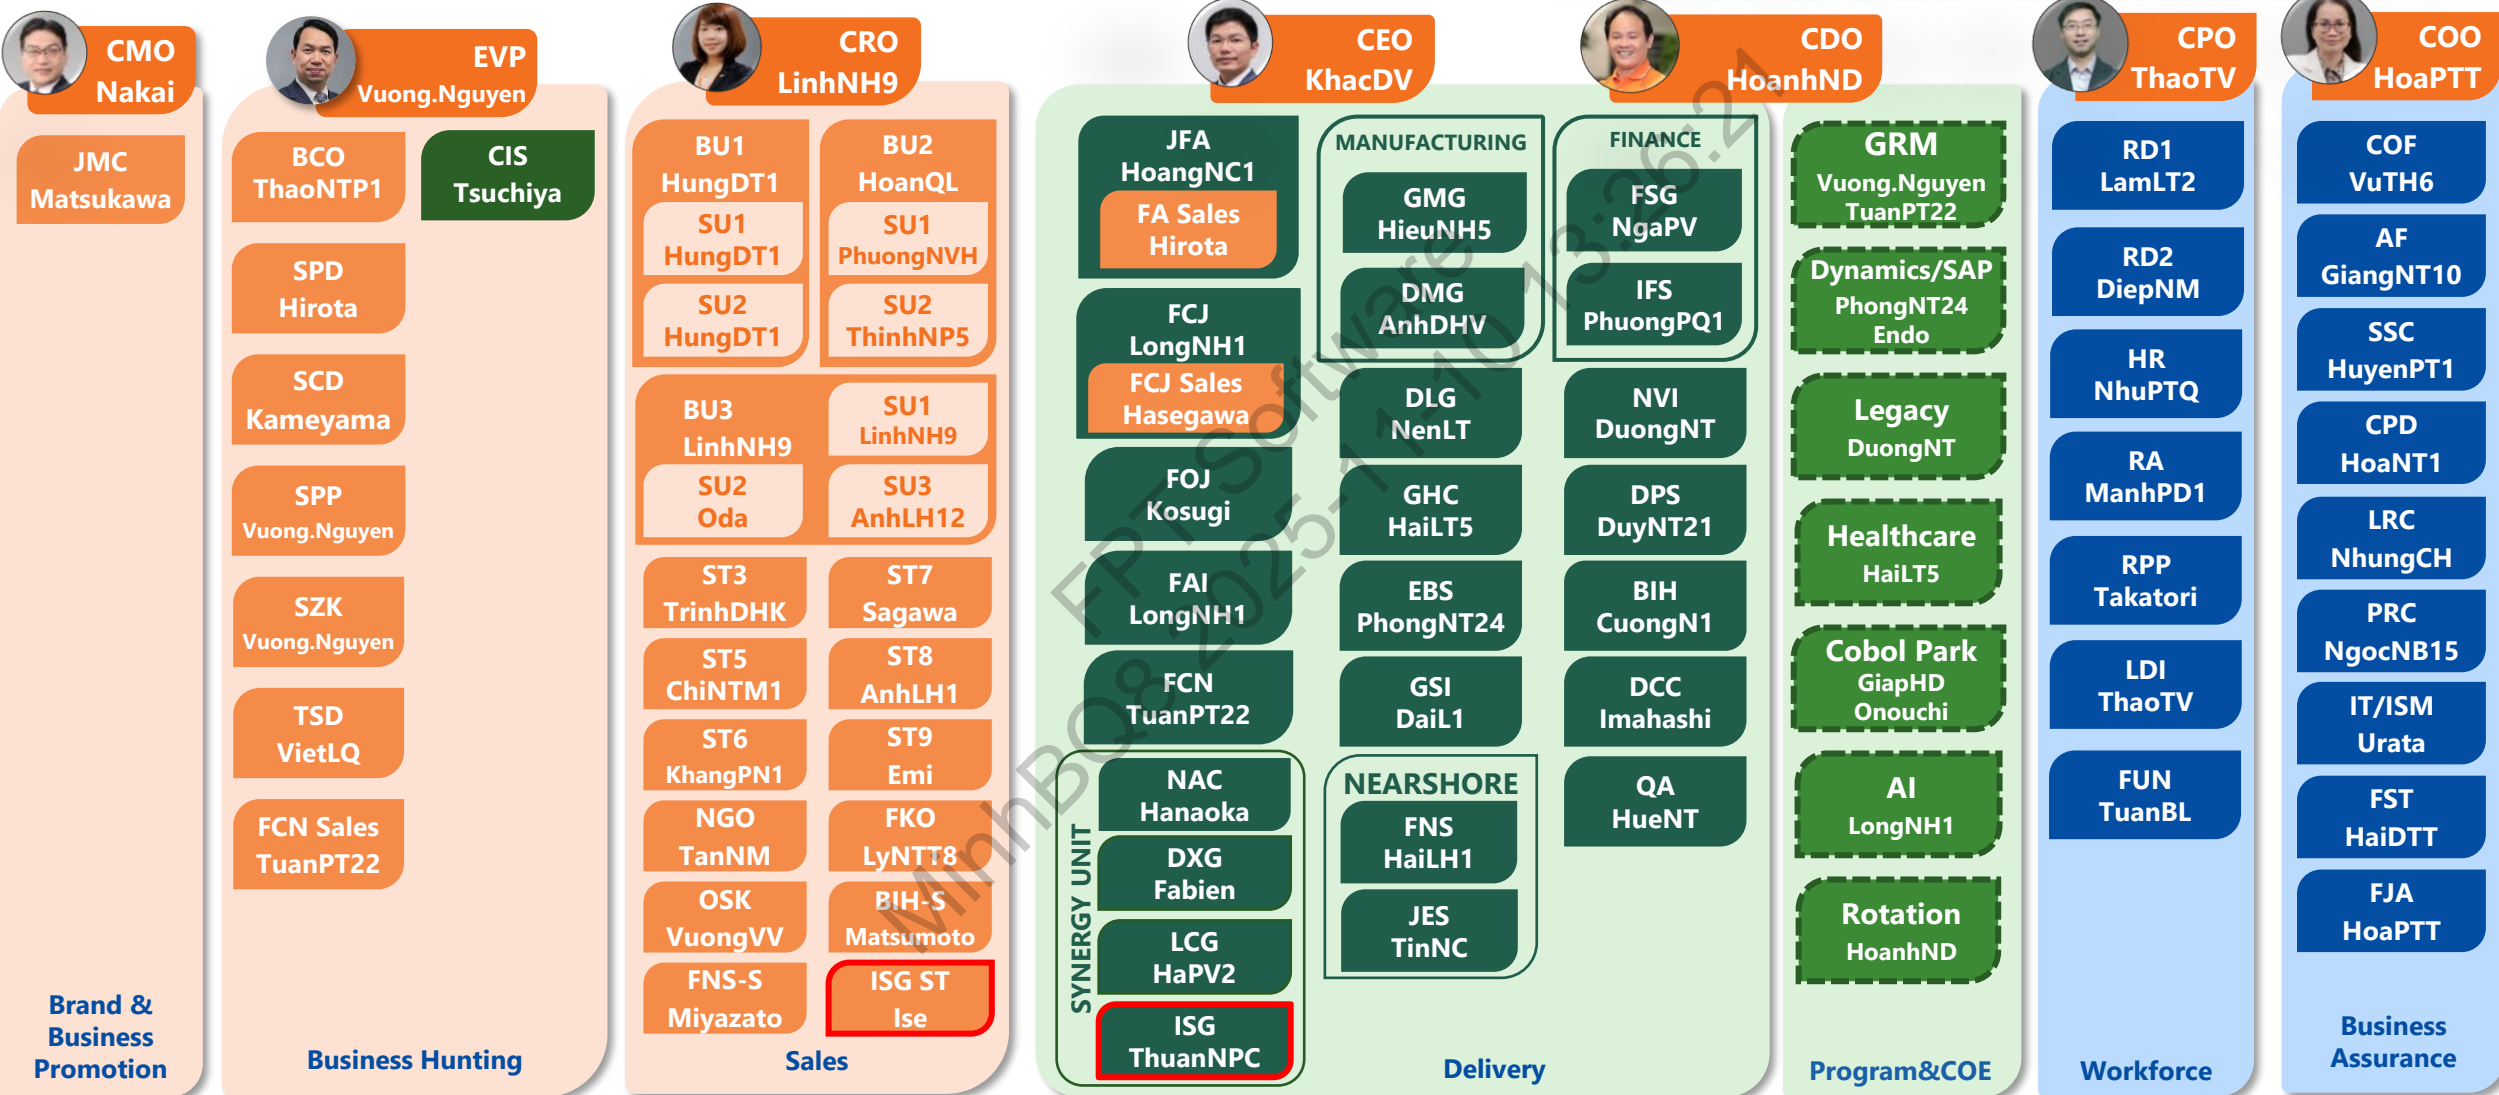 CMO
Nakai
JMC
Matsukawa
Brand &
Business
Promotion
EVP
Vuong.Nguyen
BCO
ThaoNTP1
CIS
Tsuchiya
SPD
Hirota
SCD
Kameyama
SPP
Vuong.Nguyen
SZK
Vuong.Nguyen
TSD
VietLQ
FCN Sales
TuanPT22
Business Hunting
CRO
LinhNH9
BU1
HungDT1
SU1
HungDT1
SU2
HungDT1
BU2
HoanQL
SU1
PhuongNVH
SU2
ThinhNP5
BU3
LinhNH9
SU1
LinhNH9
SU2
Oda
SU3
AnhLH12
ST3
TrinhDHK
ST7
Sagawa
ST5
ChiNTM1
ST8
AnhLH1
ST6
KhangPN1
ST9
Emi
NGO
TanNM
FKO
LyNTT8
OSK
VuongVV
BIH-S
Matsumoto
FNS-S
Miyazato
ISG ST
Ise
Sales
CEO
KhacDV
CDO
HoanhND
JFA
HoangNC1
FA Sales
Hirota
FCJ
LongNH1
FCJ Sales
Hasegawa
FOJ
Kosugi
FAI
LongNH1
FCN
TuanPT22
SYNERGY UNIT
NAC
Hanaoka
DXG
Fabien
LCG
HaPV2
ISG
ThuanNPC
MANUFACTURING
GMG
HieuNH5
DMG
AnhDHV
DLG
NenLT
GHC
HaiLT5
EBS
PhongNT24
GSI
DaiL1
NEARSHORE
FNS
HaiLH1
JES
TinNC
FINANCE
FSG
NgaPV
IFS
PhuongPQ1
NVI
DuongNT
DPS
DuyNT21
BIH
CuongN1
DCC
Imahashi
QA
HueNT
Delivery
GRM
Vuong.Nguyen
TuanPT22
Dynamics/SAP
PhongNT24
Endo
Legacy
DuongNT
Healthcare
HaiLT5
Cobol Park
GiapHD
Onouchi
AI
LongNH1
Rotation
HoanhND
Program&COE
CPO
ThaoTV
RD1
LamLT2
RD2
DiepNM
HR
NhuPTQ
RA
ManhPD1
RPP
Takatori
LDI
ThaoTV
FUN
TuanBL
Workforce
COO
HoaPTT
COF
VuTH6
AF
GiangNT10
SSC
HuyenPT1
CPD
HoaNT1
LRC
NhungCH
PRC
NgocNB15
IT/ISM
Urata
FST
HaiDTT
FJA
HoaPTT
Business
Assurance
FPT Software
MinhBQ8 2025-11-10 13:26:21